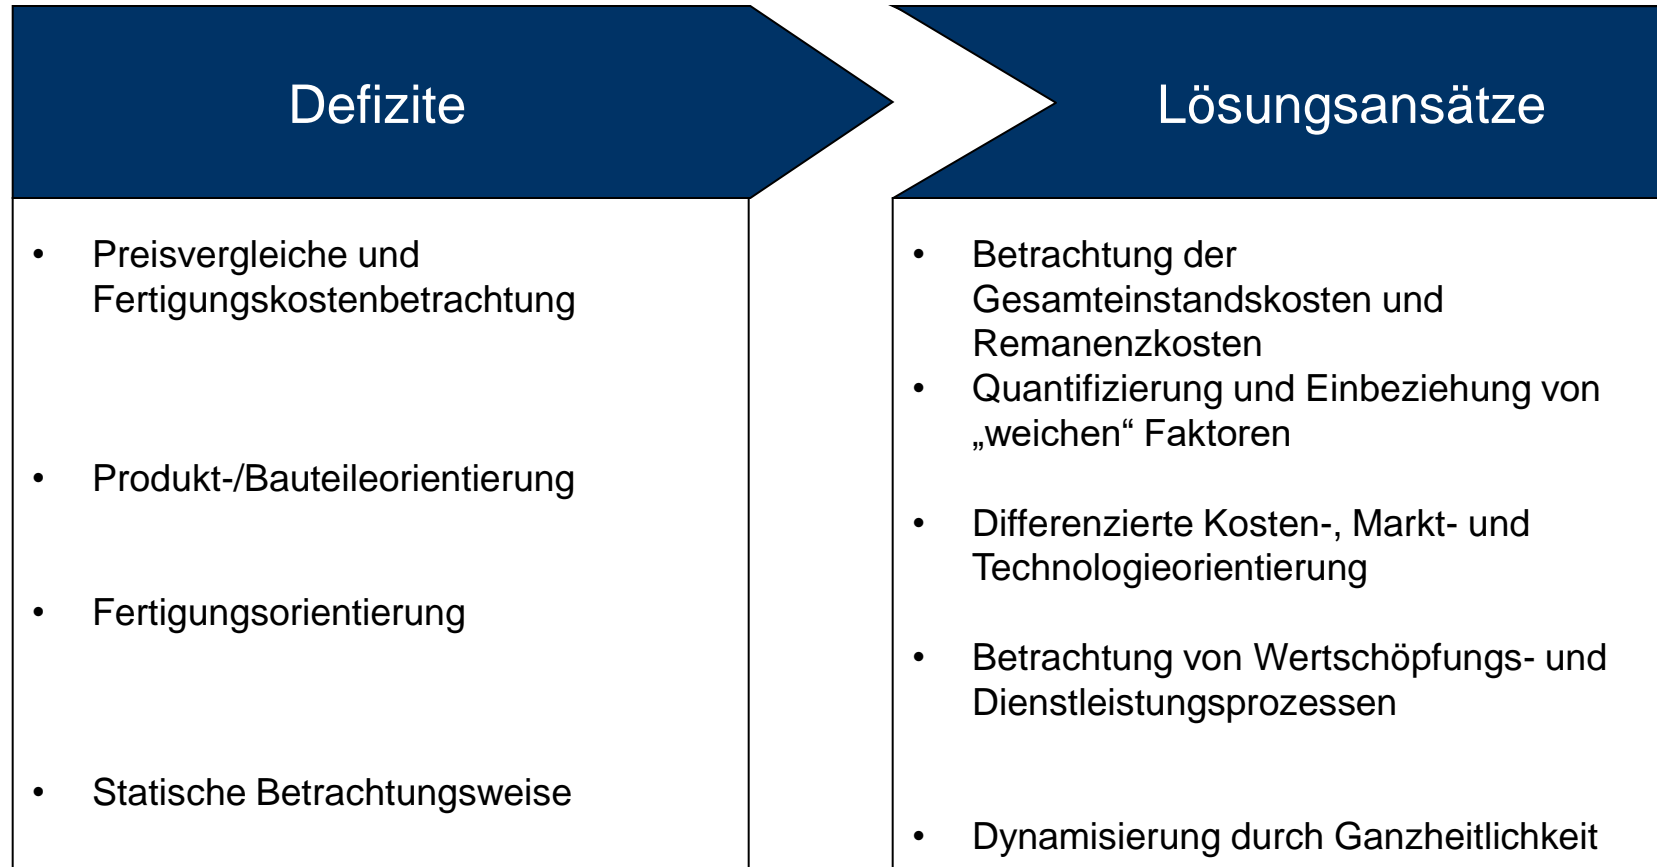 Defizite
Lösungsansätze
• Preisvergleiche und
Fertigungskostenbetrachtung
• Produkt-/Bauteileorientierung
• Fertigungsorientierung
• Statische Betrachtungsweise
• Betrachtung der
Gesamteinstandskosten und
Remanenzkosten
• Quantifizierung und Einbeziehung von
„weichen“ Faktoren
• Differenzierte Kosten-, Markt- und
Technologieorientierung
• Betrachtung von Wertschöpfungs- und
Dienstleistungsprozessen
• Dynamisierung durch Ganzheitlichkeit